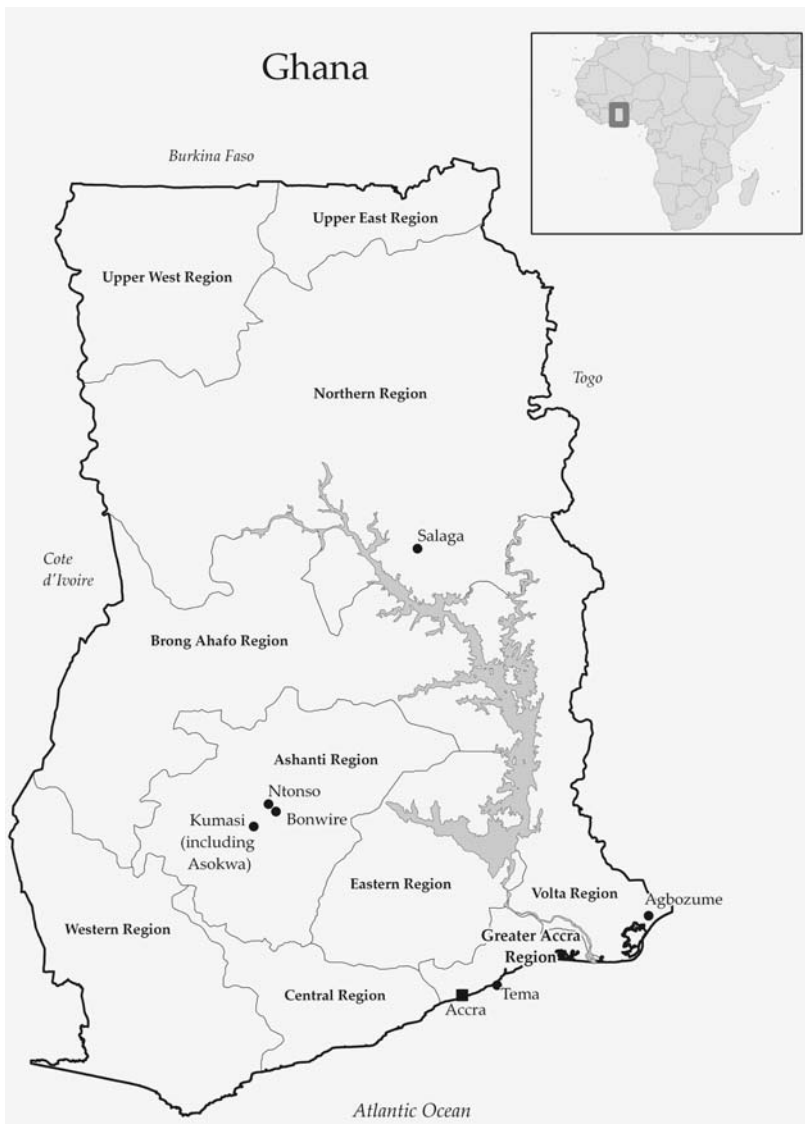 Ghana
Burkina Faso
Upper East Region
Upper West Region
Northern Region
Togo
Salaga
Cote
d'Ivoire
Brong Ahafo Region
Ashanti Region
Ntonso
Bonwire
Kumasi
(including
Asokwa)
Eastern Region
Volta Region
Agbozume
Western Region
Greater Accra
Region
Central Region
Tema
Accra
Atlantic Ocean